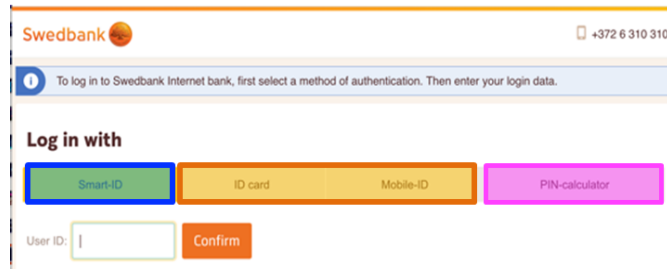 Swedbank
+372 6 310 310
i To log in to Swedbank Internet bank, first select a method of authentication. Then enter your login data.
Log in with
Smart-ID ID card Mobile-ID PIN-calculator
User ID: Confirm